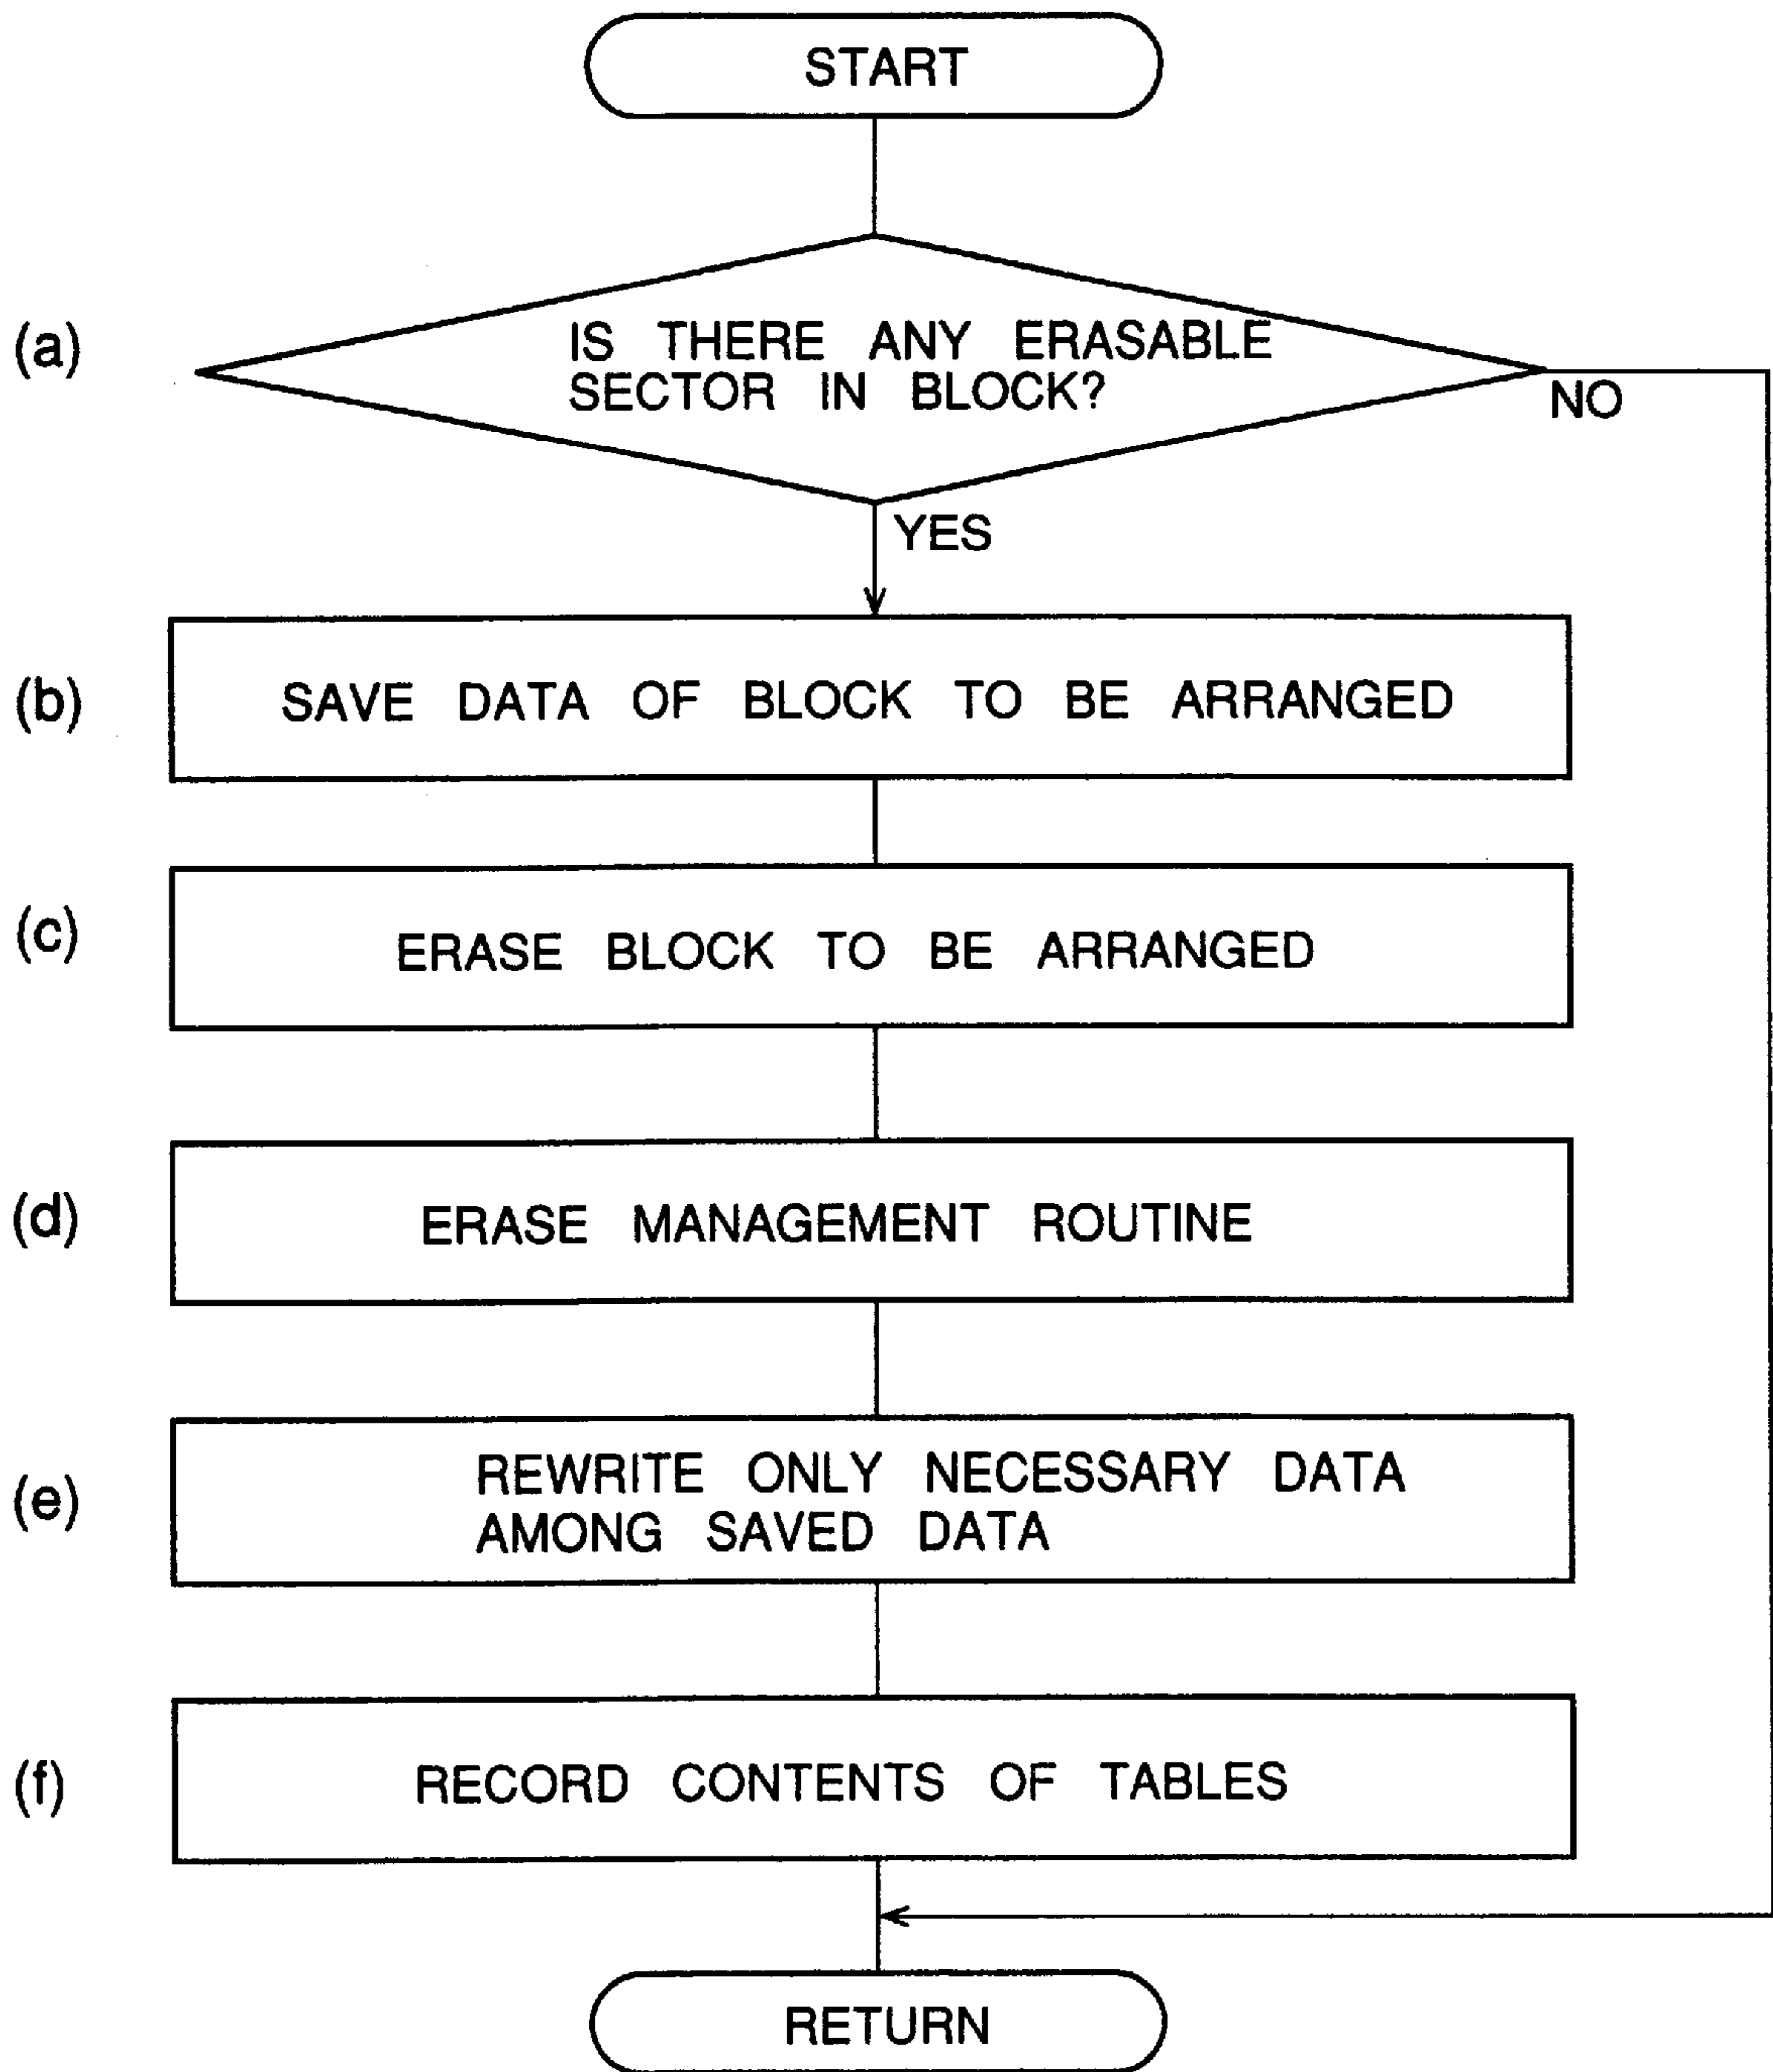 START
(a)
IS THERE ANY ERASABLE
SECTOR IN BLOCK?
NO
YES
(b)
SAVE DATA OF BLOCK TO BE ARRANGED
(c)
ERASE BLOCK TO BE ARRANGED
(d)
ERASE MANAGEMENT ROUTINE
(e)
REWRITE ONLY NECESSARY DATA
AMONG SAVED DATA
(f)
RECORD CONTENTS OF TABLES
RETURN